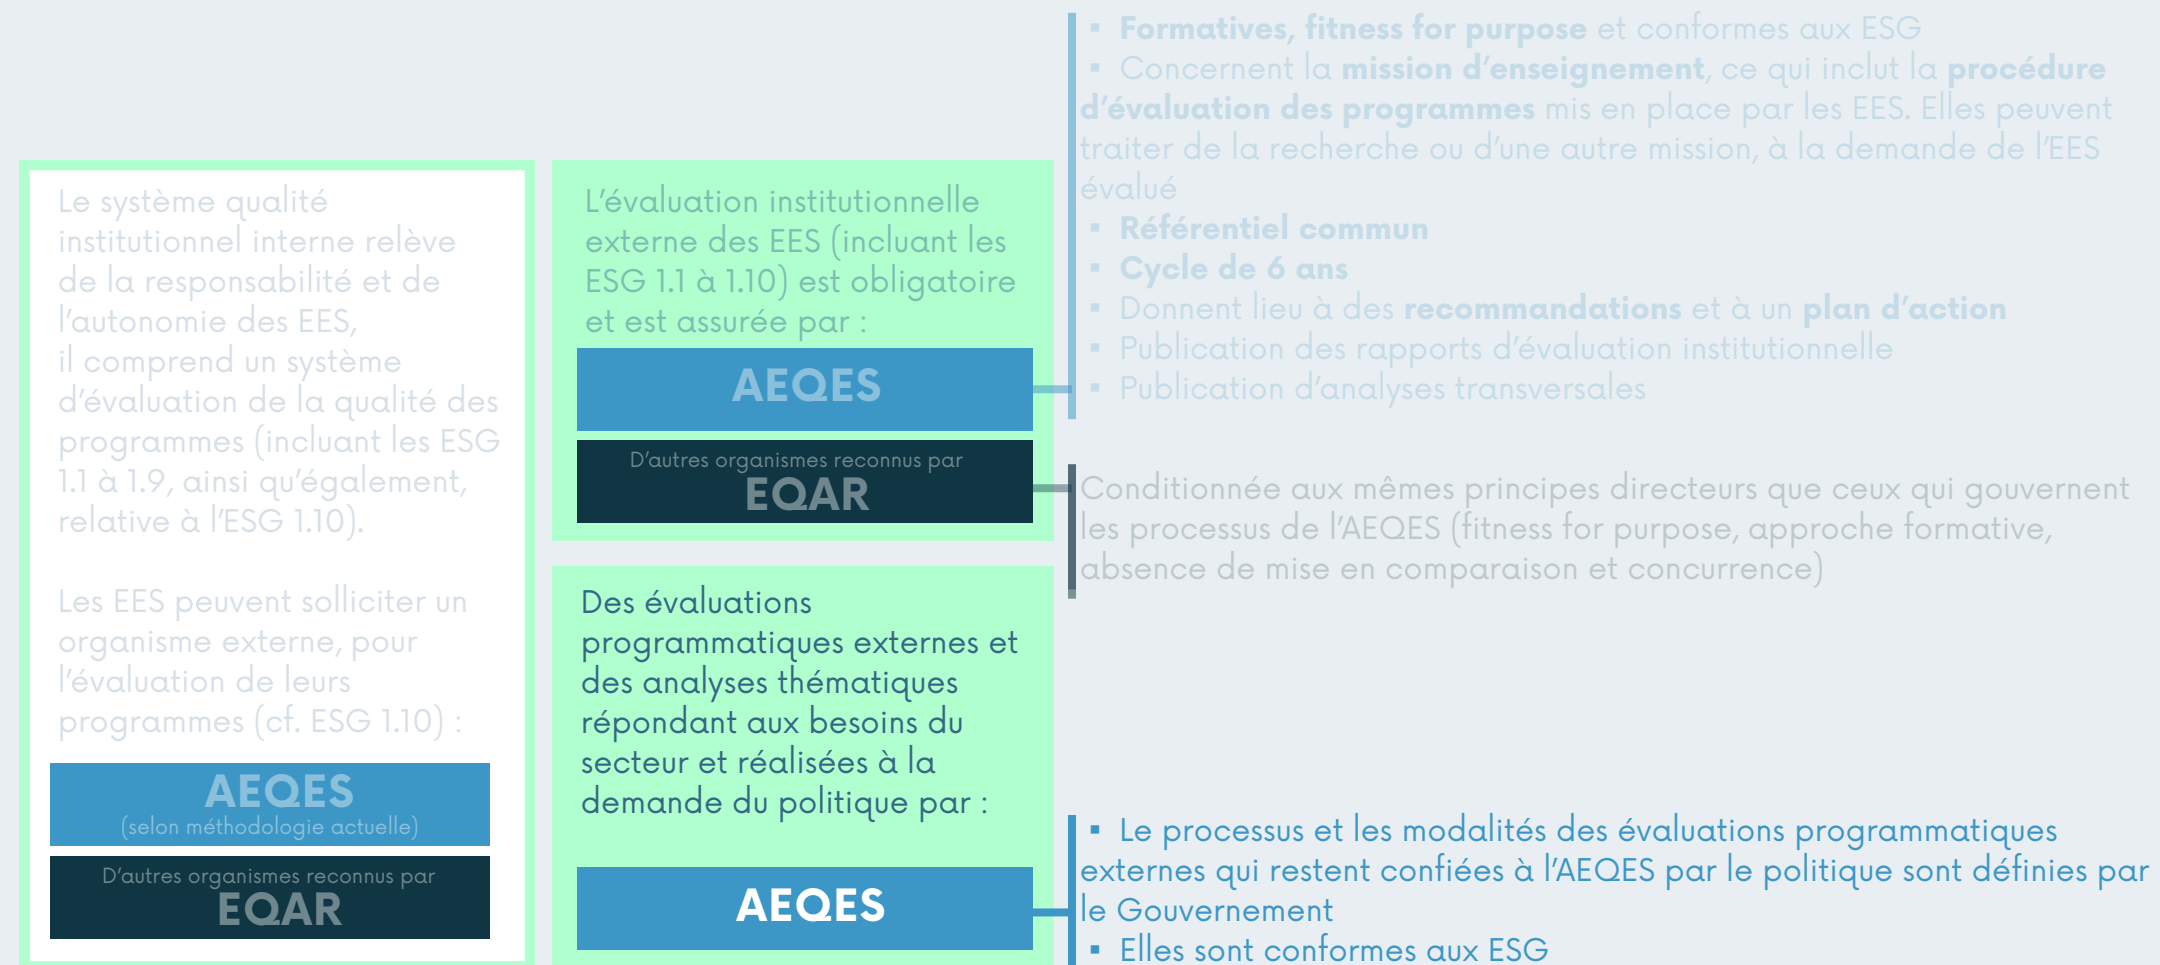 Le système qualité
institutionnel interne relève
de la responsabilité et de
l'autonomie des EES,
il comprend un système
d'évaluation de la qualité des
programmes (incluant les ESG
1.1 à 1.9, ainsi qu'également,
relative à l'ESG 1.10).
Les EES peuvent solliciter un
organisme externe, pour
l'évaluation de leurs
programmes (cf. ESG 1.10) :
AEQES
(selon méthodologie actuelle)
D'autres organismes reconnus par
EQAR
L'évaluation institutionnelle
externe des EES (incluant les
ESG 1.1 à 1.10) est obligatoire
et est assurée par :
AEQES
D'autres organismes reconnus par
EQAR
▪ Formatives, fitness for purpose et conformes aux ESG
▪ Concernent la mission d'enseignement, ce qui inclut la procédure
d'évaluation des programmes mis en place par les EES. Elles peuvent
traiter de la recherche ou d'une autre mission, à la demande de l'EES
évalué
▪ Référentiel commun
▪ Cycle de 6 ans
▪ Donnent lieu à des recommandations et à un plan d'action
▪ Publication des rapports d'évaluation institutionnelle
▪ Publication d'analyses transversales
Conditionnée aux mêmes principes directeurs que ceux qui gouvernent
les processus de l'AEQES (fitness for purpose, approche formative,
absence de mise en comparaison et concurrence)
Des évaluations
programmatiques externes et
des analyses thématiques
répondant aux besoins du
secteur et réalisées à la
demande du politique par :
AEQES
▪ Le processus et les modalités des évaluations programmatiques
externes qui restent confiées à l'AEQES par le politique sont définies par
le Gouvernement
▪ Elles sont conformes aux ESG